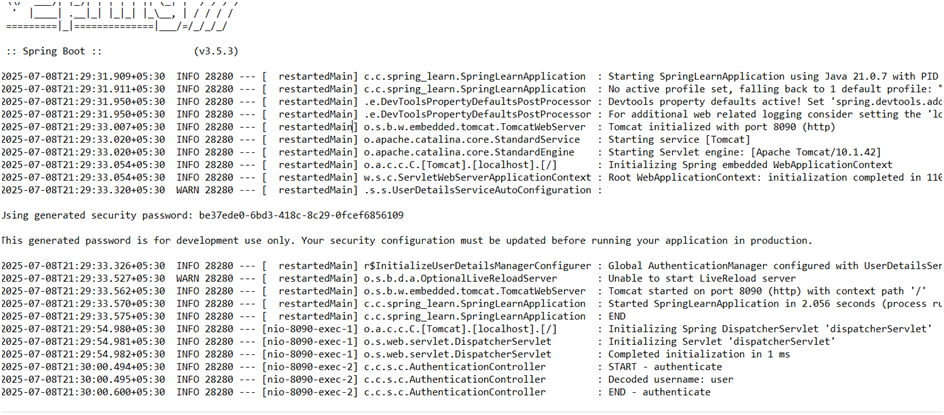 :: Spring Boot ::                (v3.5.3)
2025-07-08T21:29:31.909+05:30  INFO 28280 --- [  restartedMain] c.c.spring_learn.SpringLearnApplication  : Starting SpringLearnApplication using Java 21.0.7 with PID
2025-07-08T21:29:31.911+05:30  INFO 28280 --- [  restartedMain] c.c.spring_learn.SpringLearnApplication  : No active profile set, falling back to 1 default profile: "
2025-07-08T21:29:31.950+05:30  INFO 28280 --- [  restartedMain] .e.DevToolsPropertyDefaultsPostProcessor : Devtools property defaults active! Set 'spring.devtools.add
2025-07-08T21:29:31.950+05:30  INFO 28280 --- [  restartedMain] .e.DevToolsPropertyDefaultsPostProcessor : For additional web related logging consider setting the 'lo
2025-07-08T21:29:33.007+05:30  INFO 28280 --- [  restartedMain] o.s.b.w.embedded.tomcat.TomcatWebServer  : Tomcat initialized with port 8090 (http)
2025-07-08T21:29:33.020+05:30  INFO 28280 --- [  restartedMain] o.apache.catalina.core.StandardService   : Starting service [Tomcat]
2025-07-08T21:29:33.020+05:30  INFO 28280 --- [  restartedMain] o.apache.catalina.core.StandardEngine    : Starting Servlet engine: [Apache Tomcat/10.1.42]
2025-07-08T21:29:33.054+05:30  INFO 28280 --- [  restartedMain] o.a.c.c.C.[Tomcat].[localhost].[/]       : Initializing Spring embedded WebApplicationContext
2025-07-08T21:29:33.054+05:30  INFO 28280 --- [  restartedMain] w.s.c.ServletWebServerApplicationContext : Root WebApplicationContext: initialization completed in 110
2025-07-08T21:29:33.320+05:30  WARN 28280 --- [  restartedMain] .s.s.UserDetailsServiceAutoConfiguration :
Using generated security password: be37ede0-6bd3-418c-8c29-0fcef6856109
This generated password is for development use only. Your security configuration must be updated before running your application in production.
2025-07-08T21:29:33.326+05:30  INFO 28280 --- [  restartedMain] r$InitializeUserDetailsManagerConfigurer : Global AuthenticationManager configured with UserDetailsSer
2025-07-08T21:29:33.527+05:30  WARN 28280 --- [  restartedMain] o.s.b.d.a.OptionalLiveReloadServer       : Unable to start LiveReload server
2025-07-08T21:29:33.562+05:30  INFO 28280 --- [  restartedMain] o.s.b.w.embedded.tomcat.TomcatWebServer  : Tomcat started on port 8090 (http) with context path '/'
2025-07-08T21:29:33.570+05:30  INFO 28280 --- [  restartedMain] c.c.spring_learn.SpringLearnApplication  : Started SpringLearnApplication in 2.056 seconds (process ru
2025-07-08T21:29:33.575+05:30  INFO 28280 --- [  restartedMain] c.c.spring_learn.SpringLearnApplication  : END
2025-07-08T21:29:54.980+05:30  INFO 28280 --- [nio-8090-exec-1] o.a.c.c.C.[Tomcat].[localhost].[/]       : Initializing Spring DispatcherServlet 'dispatcherServlet'
2025-07-08T21:29:54.981+05:30  INFO 28280 --- [nio-8090-exec-1] o.s.web.servlet.DispatcherServlet        : Initializing Servlet 'dispatcherServlet'
2025-07-08T21:29:54.982+05:30  INFO 28280 --- [nio-8090-exec-1] o.s.web.servlet.DispatcherServlet        : Completed initialization in 1 ms
2025-07-08T21:30:00.494+05:30  INFO 28280 --- [nio-8090-exec-2] c.c.s.c.AuthenticationController         : START - authenticate
2025-07-08T21:30:00.495+05:30  INFO 28280 --- [nio-8090-exec-2] c.c.s.c.AuthenticationController         : Decoded username: user
2025-07-08T21:30:00.600+05:30  INFO 28280 --- [nio-8090-exec-2] c.c.s.c.AuthenticationController         : END - authenticate